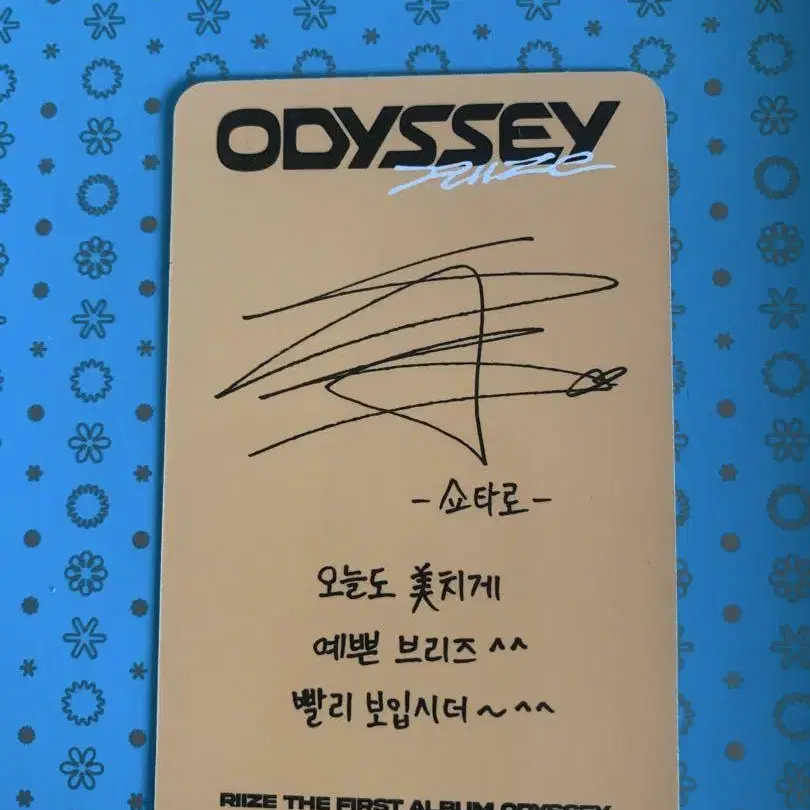 ODYSSEY
RIIZE
-쇼타로-
오늘도 美치게
예쁜 브리즈 ^^
빨리 보입시더~^^
RIIZE THE FIRST ALBUM ODYSSEY